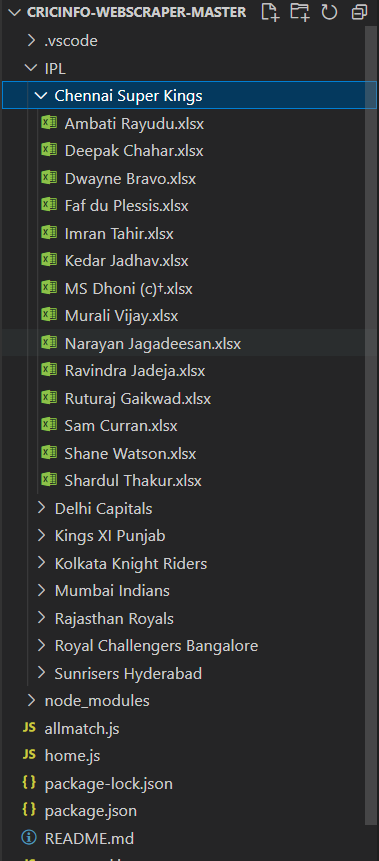 CRICINFO-WEBSCRAPER-MASTER
.vscode
IPL
Chennai Super Kings
Ambati Rayudu.xlsx
Deepak Chahar.xlsx
Dwayne Bravo.xlsx
Faf du Plessis.xlsx
Imran Tahir.xlsx
Kedar Jadhav.xlsx
MS Dhoni (c)†.xlsx
Murali Vijay.xlsx
Narayan Jagadeesan.xlsx
Ravindra Jadeja.xlsx
Ruturaj Gaikwad.xlsx
Sam Curran.xlsx
Shane Watson.xlsx
Shardul Thakur.xlsx
Delhi Capitals
Kings XI Punjab
Kolkata Knight Riders
Mumbai Indians
Rajasthan Royals
Royal Challengers Bangalore
Sunrisers Hyderabad
node_modules
JS allmatch.js
JS home.js
{} package-lock.json
{} package.json
README.md